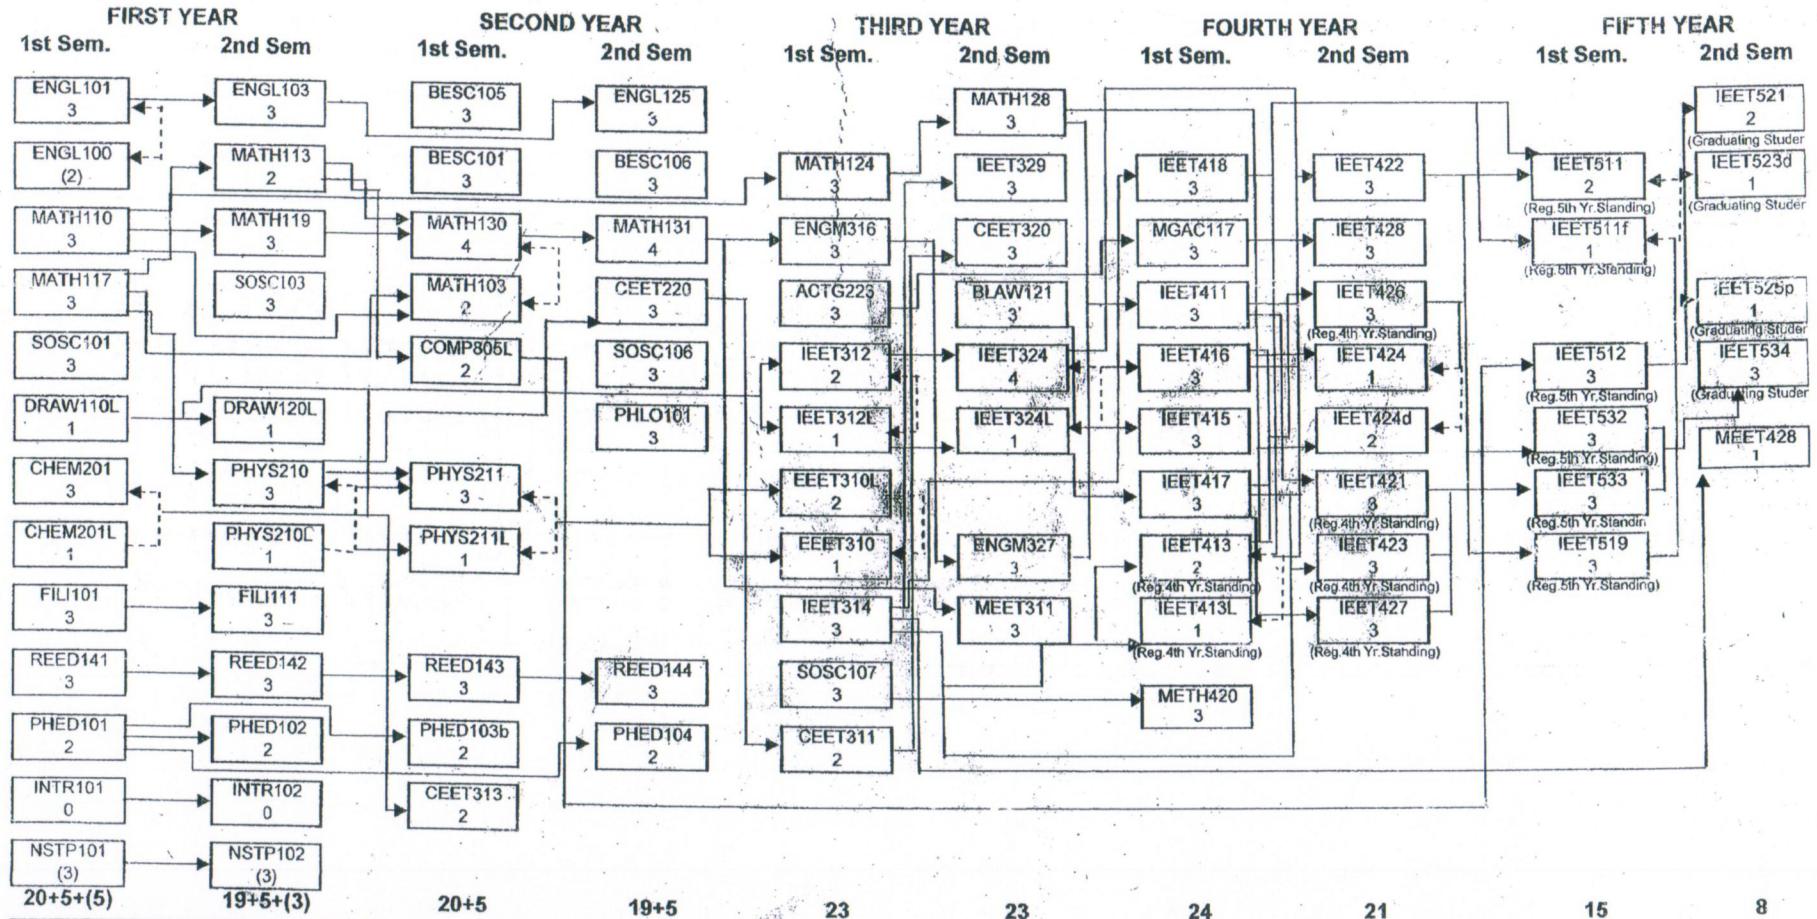 FIRST YEAR
1st Sem.
2nd Sem
ENGL101
3
ENGL100
(2)
MATH110
3
MATH117
3
SOSC101
3
DRAW110L
1
CHEM201
3
CHEM201L
1
FILI101
3
REED141
3
PHED101
2
INTR101
0
NSTP101
(3)
20+5+(5)
ENGL103
3
MATH113
2
MATH119
3
SOSC103
3
DRAW120L
1
PHYS210
3
PHYS210L
1
FILI111
3
REED142
3
PHED102
2
INTR102
0
NSTP102
(3)
19+5+(3)
SECOND YEAR
1st Sem.
2nd Sem
BESC105
3
BESC101
3
MATH130
4
MATH103
2
COMP805L
2
PHYS211
3
PHYS211L
1
REED143
3
PHED103b
2
CEET313
2
20+5
ENGL125
3
BESC106
3
MATH131
4
CEET220
3
SOSC106
3
PHLO101
3
REED144
3
PHED104
2
19+5
THIRD YEAR
1st Sem.
2nd Sem
MATH124
3
ENGM316
3
ACTG223
3
IEET312
2
IEET312L
1
EEET310L
2
EEET310
1
IEET314
3
SOSC107
3
CEET311
2
23
MATH128
3
IEET329
3
CEET320
3
BLAW121
3
IEET324
4
IEET324L
1
ENGM327
3
MEET311
3
23
FOURTH YEAR
1st Sem.
2nd Sem
IEET418
3
MGAC117
3
IEET411
3
IEET416
3
IEET415
3
IEET417
3
IEET413
2
(Reg.4th Yr.Standing)
IEET413L
1
(Reg.4th Yr.Standing)
METH420
3
24
IEET422
3
IEET428
3
IEET426
3
(Reg.4th Yr.Standing)
IEET424
1
IEET424d
2
IEET421
3
(Reg.4th Yr.Standing)
IEET423
3
(Reg.4th Yr.Standing)
IEET427
3
(Reg.4th Yr.Standing)
21
FIFTH YEAR
1st Sem.
2nd Sem
IEET511
2
(Reg.5th Yr.Standing)
IEET511f
1
(Reg.5th Yr.Standing)
IEET512
3
(Reg.5th Yr.Standing)
IEET532
3
(Reg.5th Yr.Standing)
IEET533
3
(Reg.5th Yr.Standin
IEET519
3
(Reg.5th Yr.Standing)
15
IEET521
2
(Graduating Studer
IEET523d
1
(Graduating Studer
IEET525p
1
(Graduating Studer
IEET534
3
(Graduating Studer
MEET428
1
8